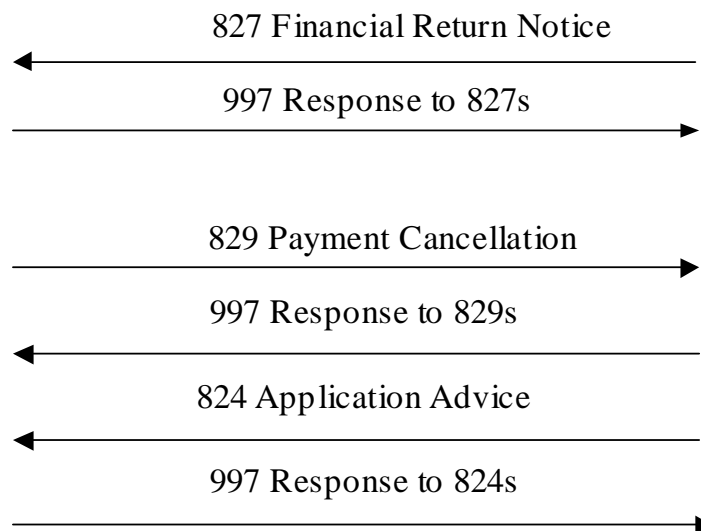 827 Financial Return Notice
997 Response to 827s
829 Payment Cancellation
997 Response to 829s
824 Application Advice
997 Response to 824s